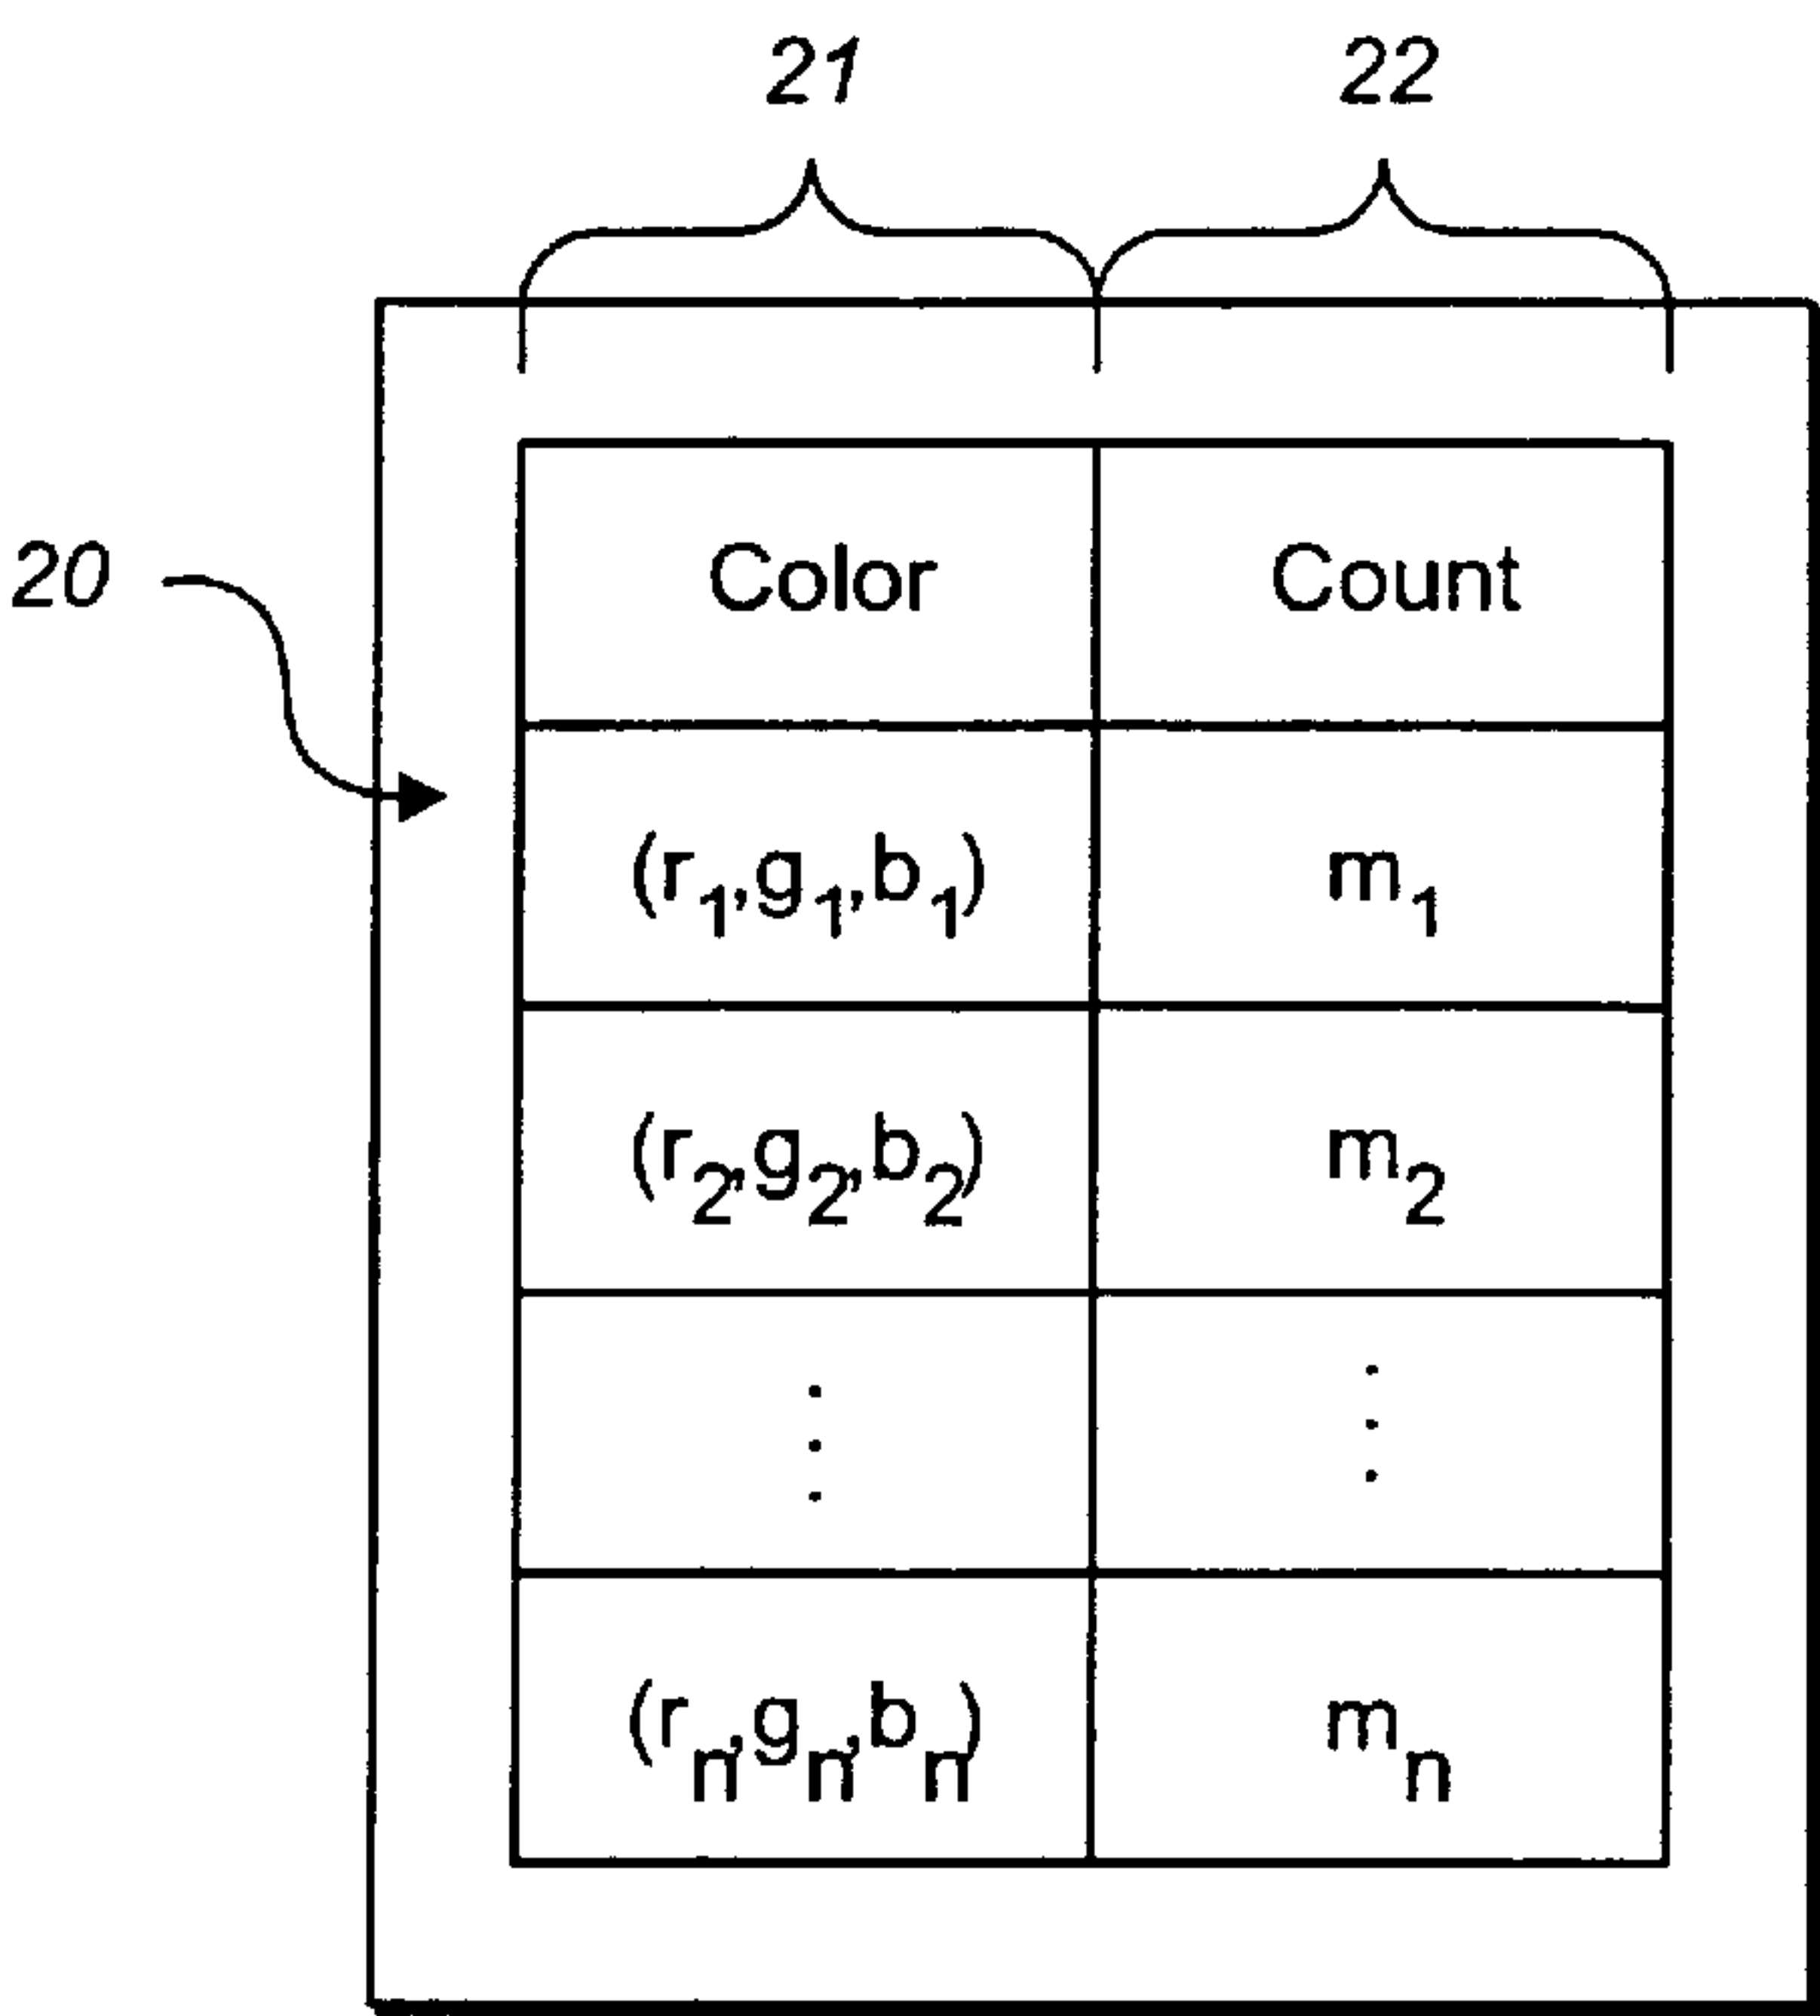 21 22
20
Color Count
(r₁,g₁,b₁) m₁
(r₂,g₂,b₂) m₂
(rₙ,gₙ,bₙ) mₙ